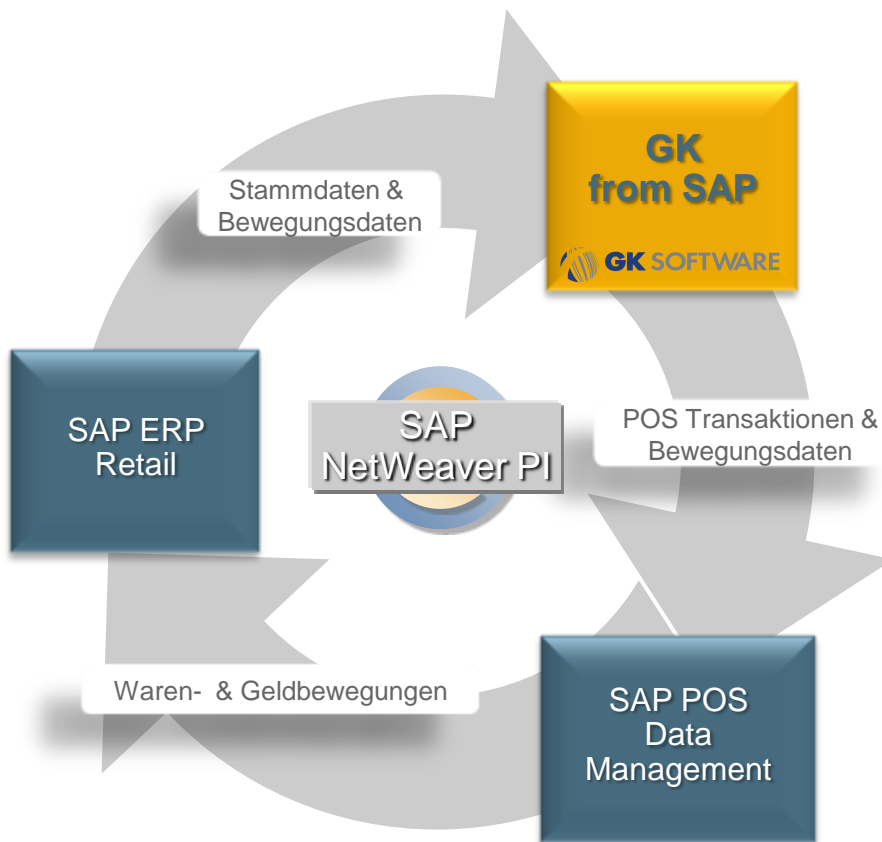 GK
from SAP
GK SOFTWARE
Stammdaten &
Bewegungsdaten
SAP ERP
Retail
SAP
NetWeaver PI
POS Transaktionen &
Bewegungsdaten
Waren- & Geldbewegungen
SAP POS
Data
Management